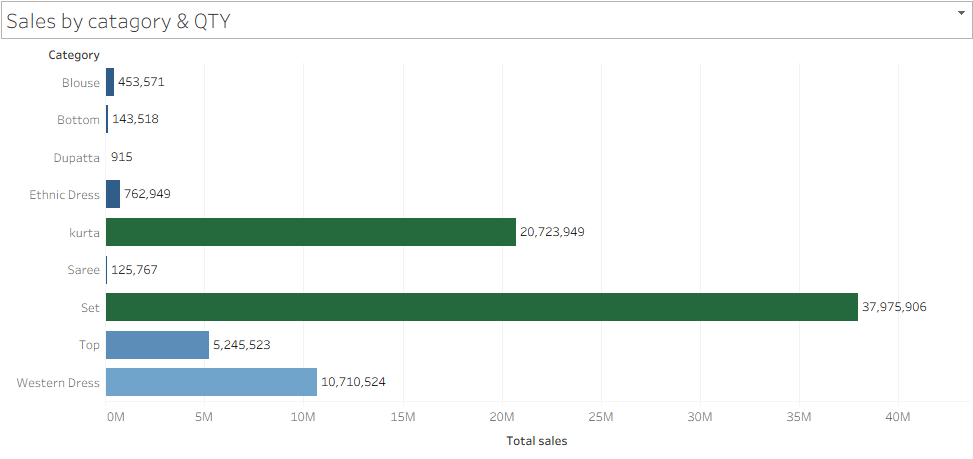 Sales by catagory & QTY
Category
Blouse 453,571
Bottom 143,518
Dupatta 915
Ethnic Dress 762,949
kurta 20,723,949
Saree 125,767
Set 37,975,906
Top 5,245,523
Western Dress 10,710,524
0M 5M 10M 15M 20M 25M 30M 35M 40M
Total sales